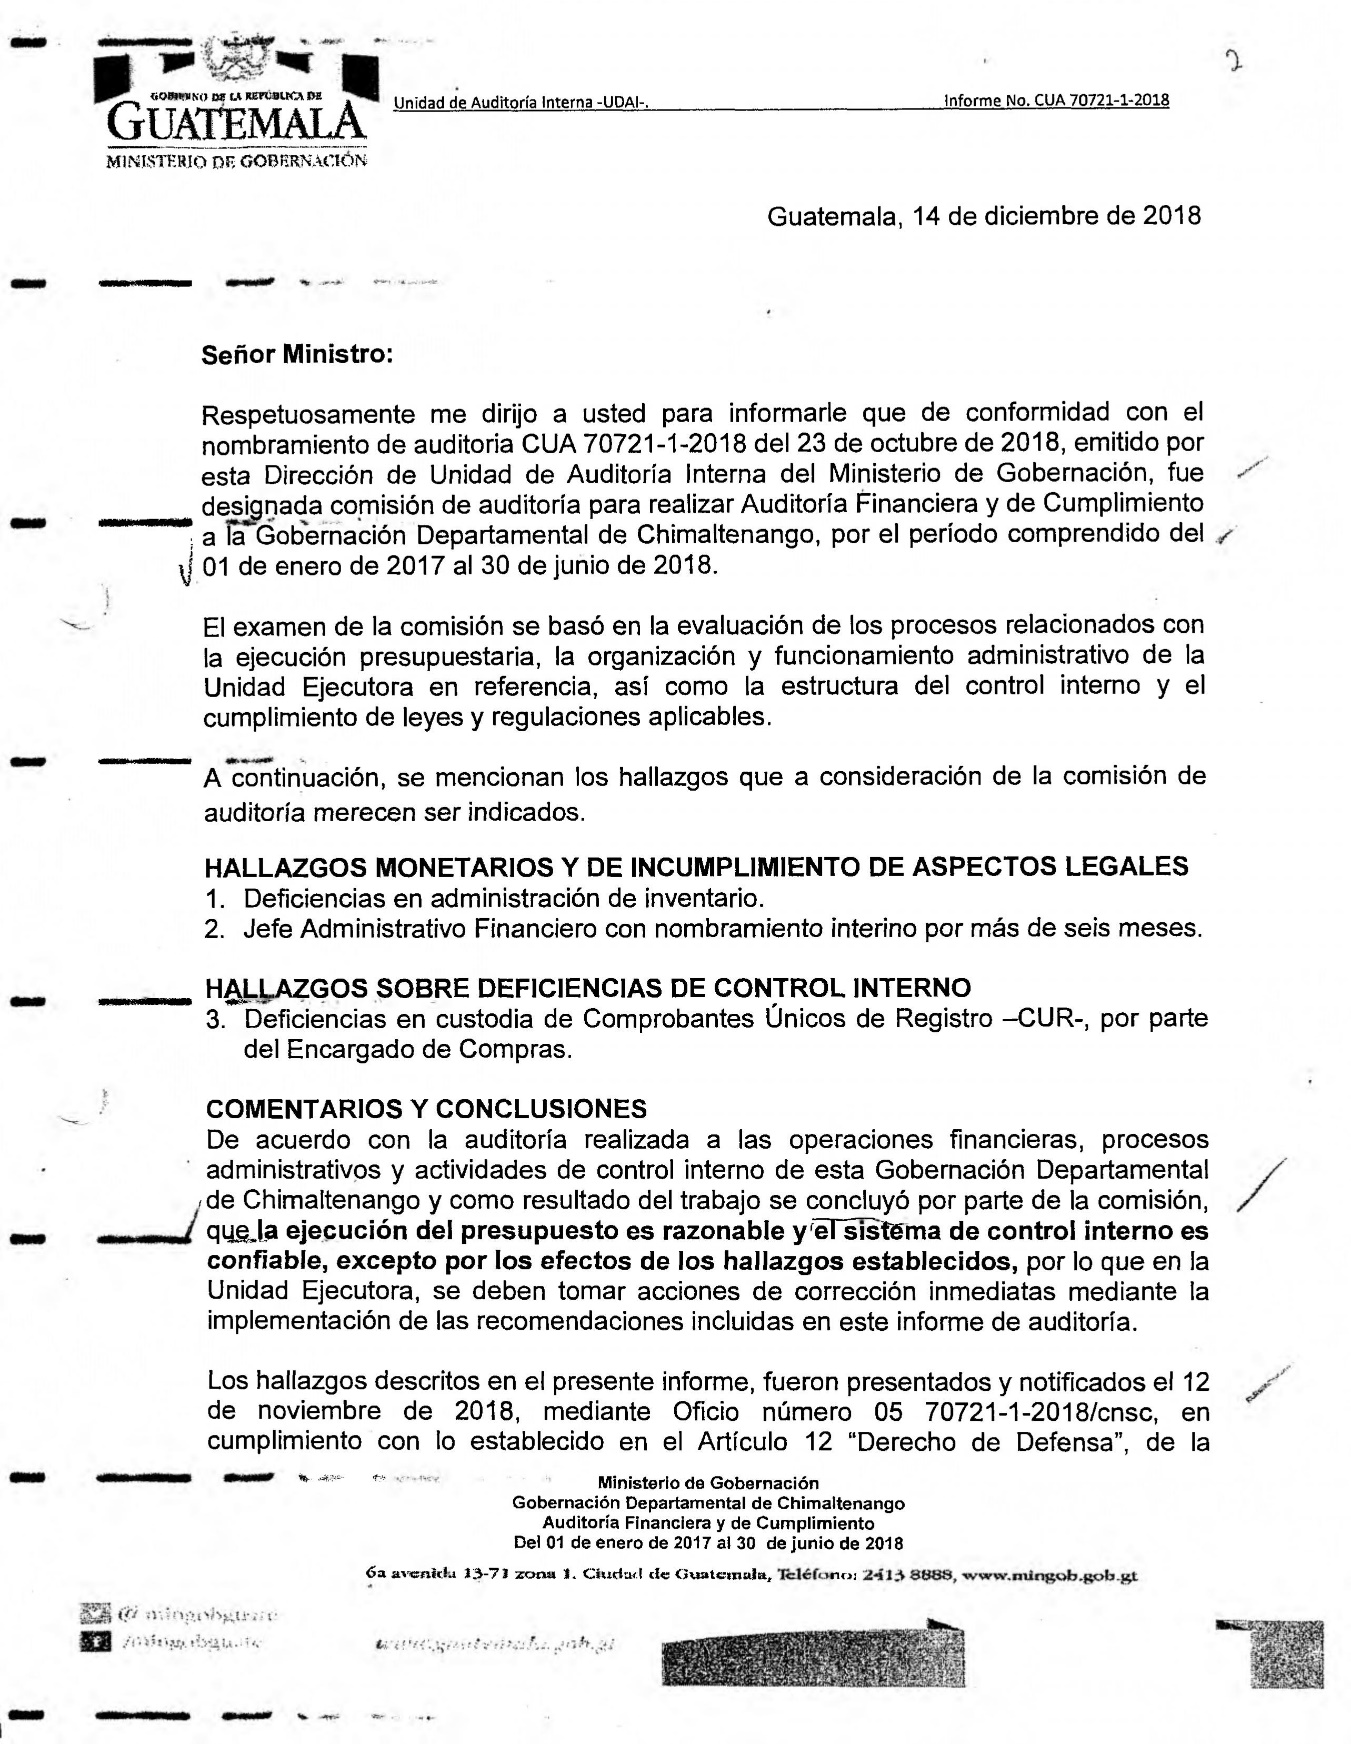 2
GOBIERNO DE LA REPÚBLICA DE
GUATEMALA
MINISTERIO DE GOBERNACIÓN
Unidad de Auditoría Interna -UDAI-. Informe No. CUA 70721-1-2018
Guatemala, 14 de diciembre de 2018
Señor Ministro:
Respetuosamente me dirijo a usted para informarle que de conformidad con el
nombramiento de auditoria CUA 70721-1-2018 del 23 de octubre de 2018, emitido por
esta Dirección de Unidad de Auditoría Interna del Ministerio de Gobernación, fue
designada comisión de auditoría para realizar Auditoría Financiera y de Cumplimiento
a la Gobernación Departamental de Chimaltenango, por el período comprendido del
01 de enero de 2017 al 30 de junio de 2018.
El examen de la comisión se basó en la evaluación de los procesos relacionados con
la ejecución presupuestaria, la organización y funcionamiento administrativo de la
Unidad Ejecutora en referencia, así como la estructura del control interno y el
cumplimiento de leyes y regulaciones aplicables.
A continuación, se mencionan los hallazgos que a consideración de la comisión de
auditoría merecen ser indicados.
HALLAZGOS MONETARIOS Y DE INCUMPLIMIENTO DE ASPECTOS LEGALES
1. Deficiencias en administración de inventario.
2. Jefe Administrativo Financiero con nombramiento interino por más de seis meses.
HALLAZGOS SOBRE DEFICIENCIAS DE CONTROL INTERNO
3. Deficiencias en custodia de Comprobantes Únicos de Registro –CUR-, por parte
del Encargado de Compras.
COMENTARIOS Y CONCLUSIONES
De acuerdo con la auditoría realizada a las operaciones financieras, procesos
administrativos y actividades de control interno de esta Gobernación Departamental
de Chimaltenango y como resultado del trabajo se concluyó por parte de la comisión,
que la ejecución del presupuesto es razonable y el sistema de control interno es
confiable, excepto por los efectos de los hallazgos establecidos, por lo que en la
Unidad Ejecutora, se deben tomar acciones de corrección inmediatas mediante la
implementación de las recomendaciones incluidas en este informe de auditoría.
Los hallazgos descritos en el presente informe, fueron presentados y notificados el 12
de noviembre de 2018, mediante Oficio número 05 70721-1-2018/cnsc, en
cumplimiento con lo establecido en el Artículo 12 “Derecho de Defensa”, de la
Ministerio de Gobernación
Gobernación Departamental de Chimaltenango
Auditoría Financiera y de Cumplimiento
Del 01 de enero de 2017 al 30 de junio de 2018
6a avenida 13-71 zona 1. Ciudad de Guatemala, Teléfono: 2413 8888, www.mingob.gob.gt
@mingobguate
/mingobguate
www.guatemala.gob.gt